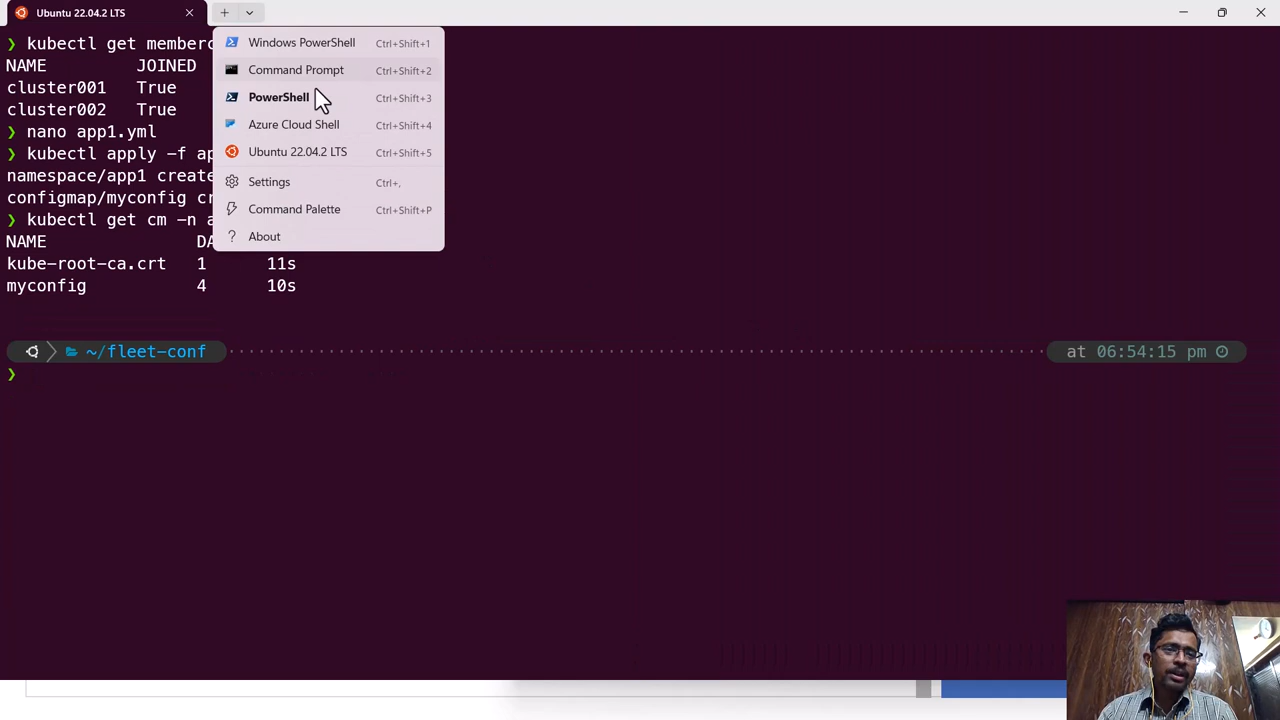 Ubuntu 22.04.2 LTS
❯ kubectl get memberc
NAME JOINED
cluster001 True
cluster002 True
❯ nano app1.yml
❯ kubectl apply -f ap
namespace/app1 create
configmap/myconfig cr
❯ kubectl get cm -n a
NAME DA
kube-root-ca.crt 1 11s
myconfig 4 10s
~/fleet-conf at 06:54:15 pm
❯
Windows PowerShell Ctrl+Shift+1
Command Prompt Ctrl+Shift+2
PowerShell Ctrl+Shift+3
Azure Cloud Shell Ctrl+Shift+4
Ubuntu 22.04.2 LTS Ctrl+Shift+5
Settings Ctrl+,
Command Palette Ctrl+Shift+P
About